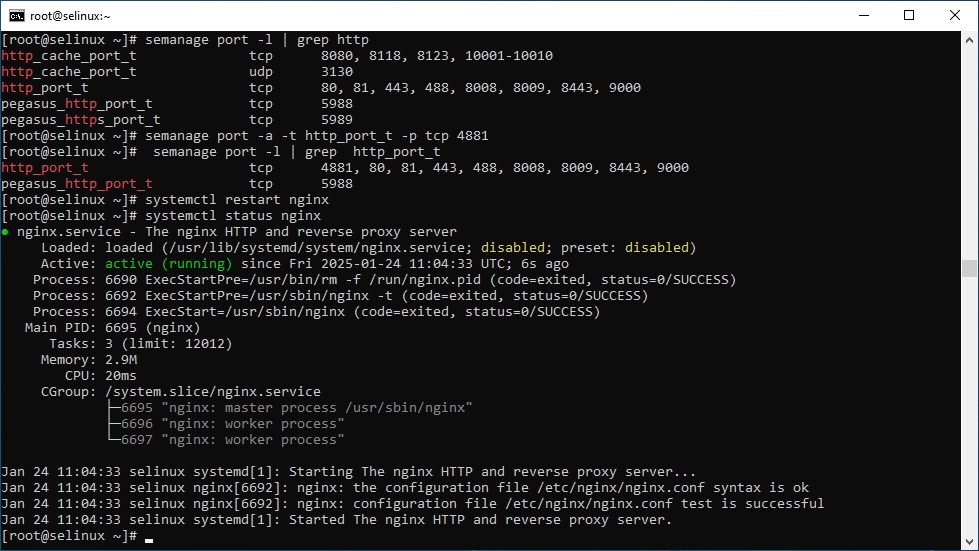 root@selinux:~
[root@selinux ~]# semanage port -l | grep http
http_cache_port_t              tcp      8080, 8118, 8123, 10001-10010
http_cache_port_t              udp      3130
http_port_t                    tcp      80, 81, 443, 488, 8008, 8009, 8443, 9000
pegasus_http_port_t            tcp      5988
pegasus_https_port_t           tcp      5989
[root@selinux ~]# semanage port -a -t http_port_t -p tcp 4881
[root@selinux ~]#  semanage port -l | grep  http_port_t
http_port_t                    tcp      4881, 80, 81, 443, 488, 8008, 8009, 8443, 9000
pegasus_http_port_t            tcp      5988
[root@selinux ~]# systemctl restart nginx
[root@selinux ~]# systemctl status nginx
● nginx.service - The nginx HTTP and reverse proxy server
     Loaded: loaded (/usr/lib/systemd/system/nginx.service; disabled; preset: disabled)
     Active: active (running) since Fri 2025-01-24 11:04:33 UTC; 6s ago
    Process: 6690 ExecStartPre=/usr/bin/rm -f /run/nginx.pid (code=exited, status=0/SUCCESS)
    Process: 6692 ExecStartPre=/usr/sbin/nginx -t (code=exited, status=0/SUCCESS)
    Process: 6694 ExecStart=/usr/sbin/nginx (code=exited, status=0/SUCCESS)
   Main PID: 6695 (nginx)
      Tasks: 3 (limit: 12012)
     Memory: 2.9M
        CPU: 20ms
     CGroup: /system.slice/nginx.service
             ├─6695 "nginx: master process /usr/sbin/nginx"
             ├─6696 "nginx: worker process"
             └─6697 "nginx: worker process"
Jan 24 11:04:33 selinux systemd[1]: Starting The nginx HTTP and reverse proxy server...
Jan 24 11:04:33 selinux nginx[6692]: nginx: the configuration file /etc/nginx/nginx.conf syntax is ok
Jan 24 11:04:33 selinux nginx[6692]: nginx: configuration file /etc/nginx/nginx.conf test is successful
Jan 24 11:04:33 selinux systemd[1]: Started The nginx HTTP and reverse proxy server.
[root@selinux ~]#